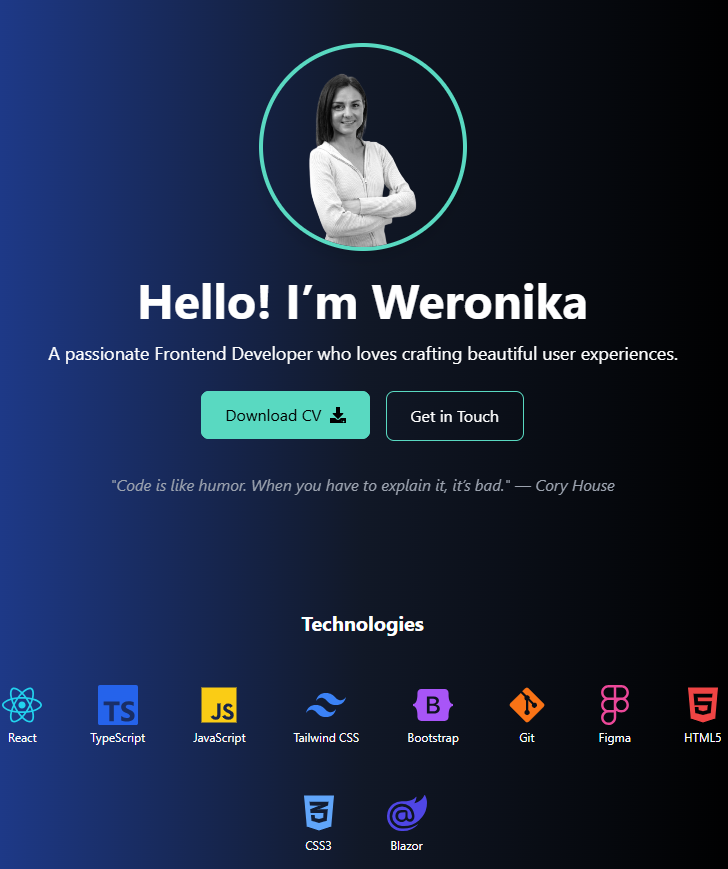 Hello! I’m Weronika
A passionate Frontend Developer who loves crafting beautiful user experiences.
Download CV
Get in Touch
"Code is like humor. When you have to explain it, it’s bad." — Cory House
Technologies
TS
JS
B
React
TypeScript
JavaScript
Tailwind CSS
Bootstrap
Git
Figma
HTML5
CSS3
Blazor